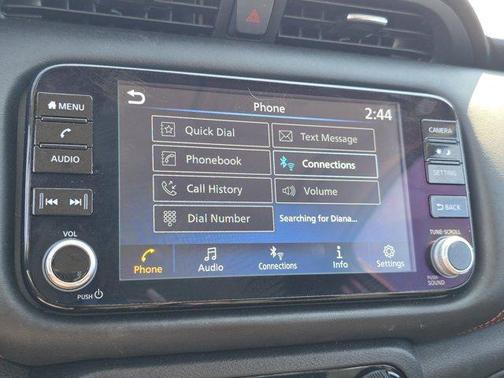 Phone
2:44
MENU
AUDIO
VOL
PUSH
Quick Dial
Text Message
Phonebook
Connections
Call History
Volume
Dial Number
Searching for Diana...
Phone
Audio
Connections
Info
Settings
CAMERA
SETTING
BACK
TUNE·SCROLL
PUSH
SOUND